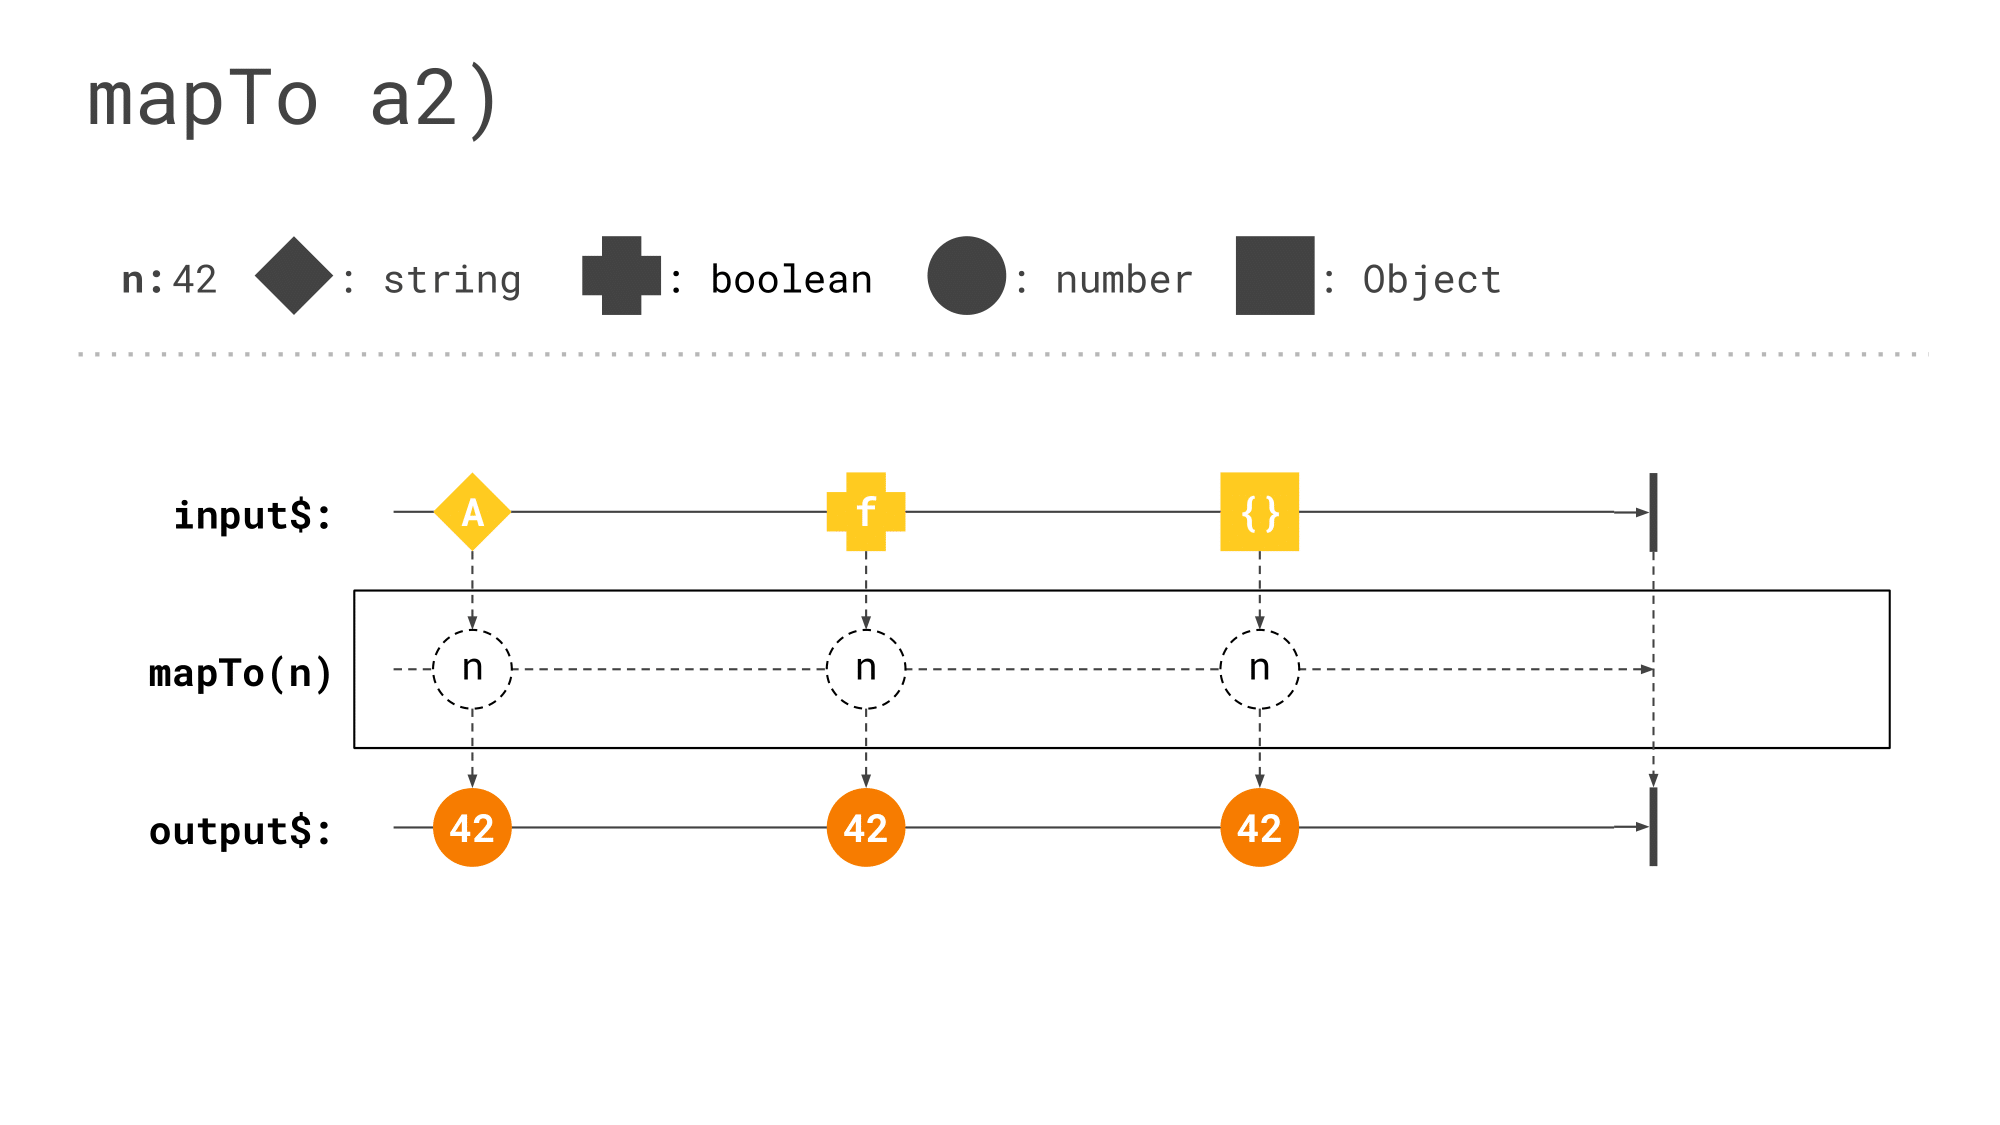 mapTo a2)
n:42 : string : boolean : number : Object
input$: A f {}
mapTo(n) n n n
output$: 42 42 42